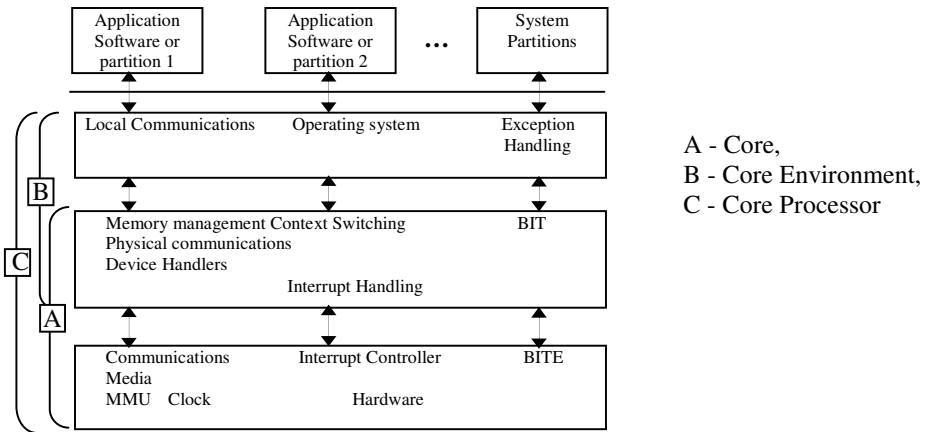 Application
Software or
partition 1
Application
Software or
partition 2
...
System
Partitions
Local Communications
Operating system
Exception
Handling
A - Core,
B - Core Environment,
C - Core Processor
B
Memory management Context Switching
BIT
Physical communications
Device Handlers
C
Interrupt Handling
A
Communications
Interrupt Controller
BITE
Media
MMU Clock
Hardware